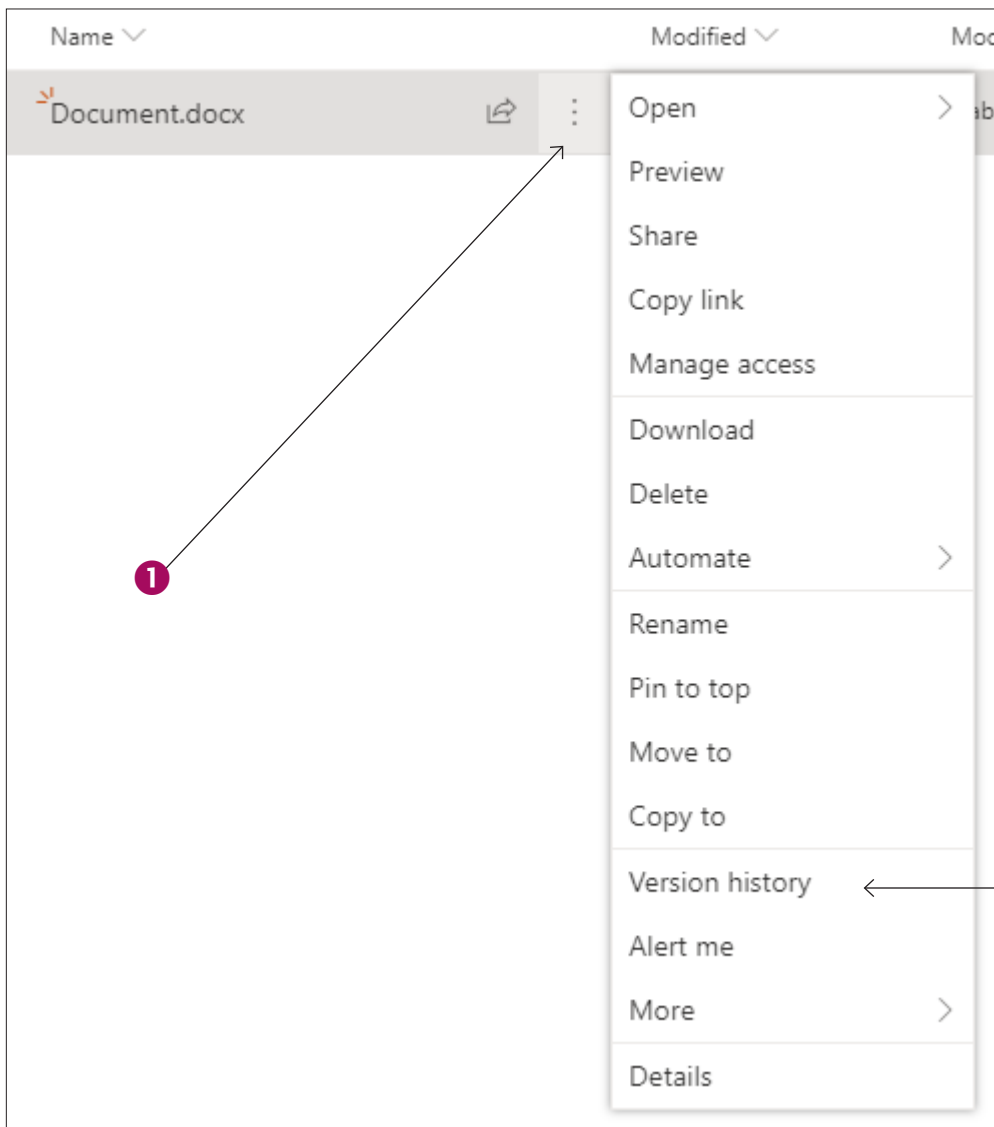 Name Modified Mod
Document.docx
Open
Preview
Share
Copy link
Manage access
Download
Delete
Automate
Rename
Pin to top
Move to
Copy to
Version history
Alert me
More
Details
1